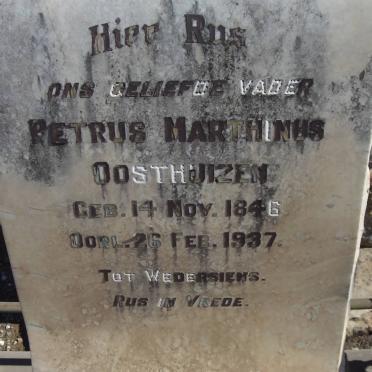 Hier Rus
ONS GELIEFDE VADER
PETRUS MARTHINUS
OOSTHUIZEN
GEB. 14 NOV. 1846
OORL. 26 FEB. 1937.
TOT WEDERSIENS.
RUS IN VREDE.